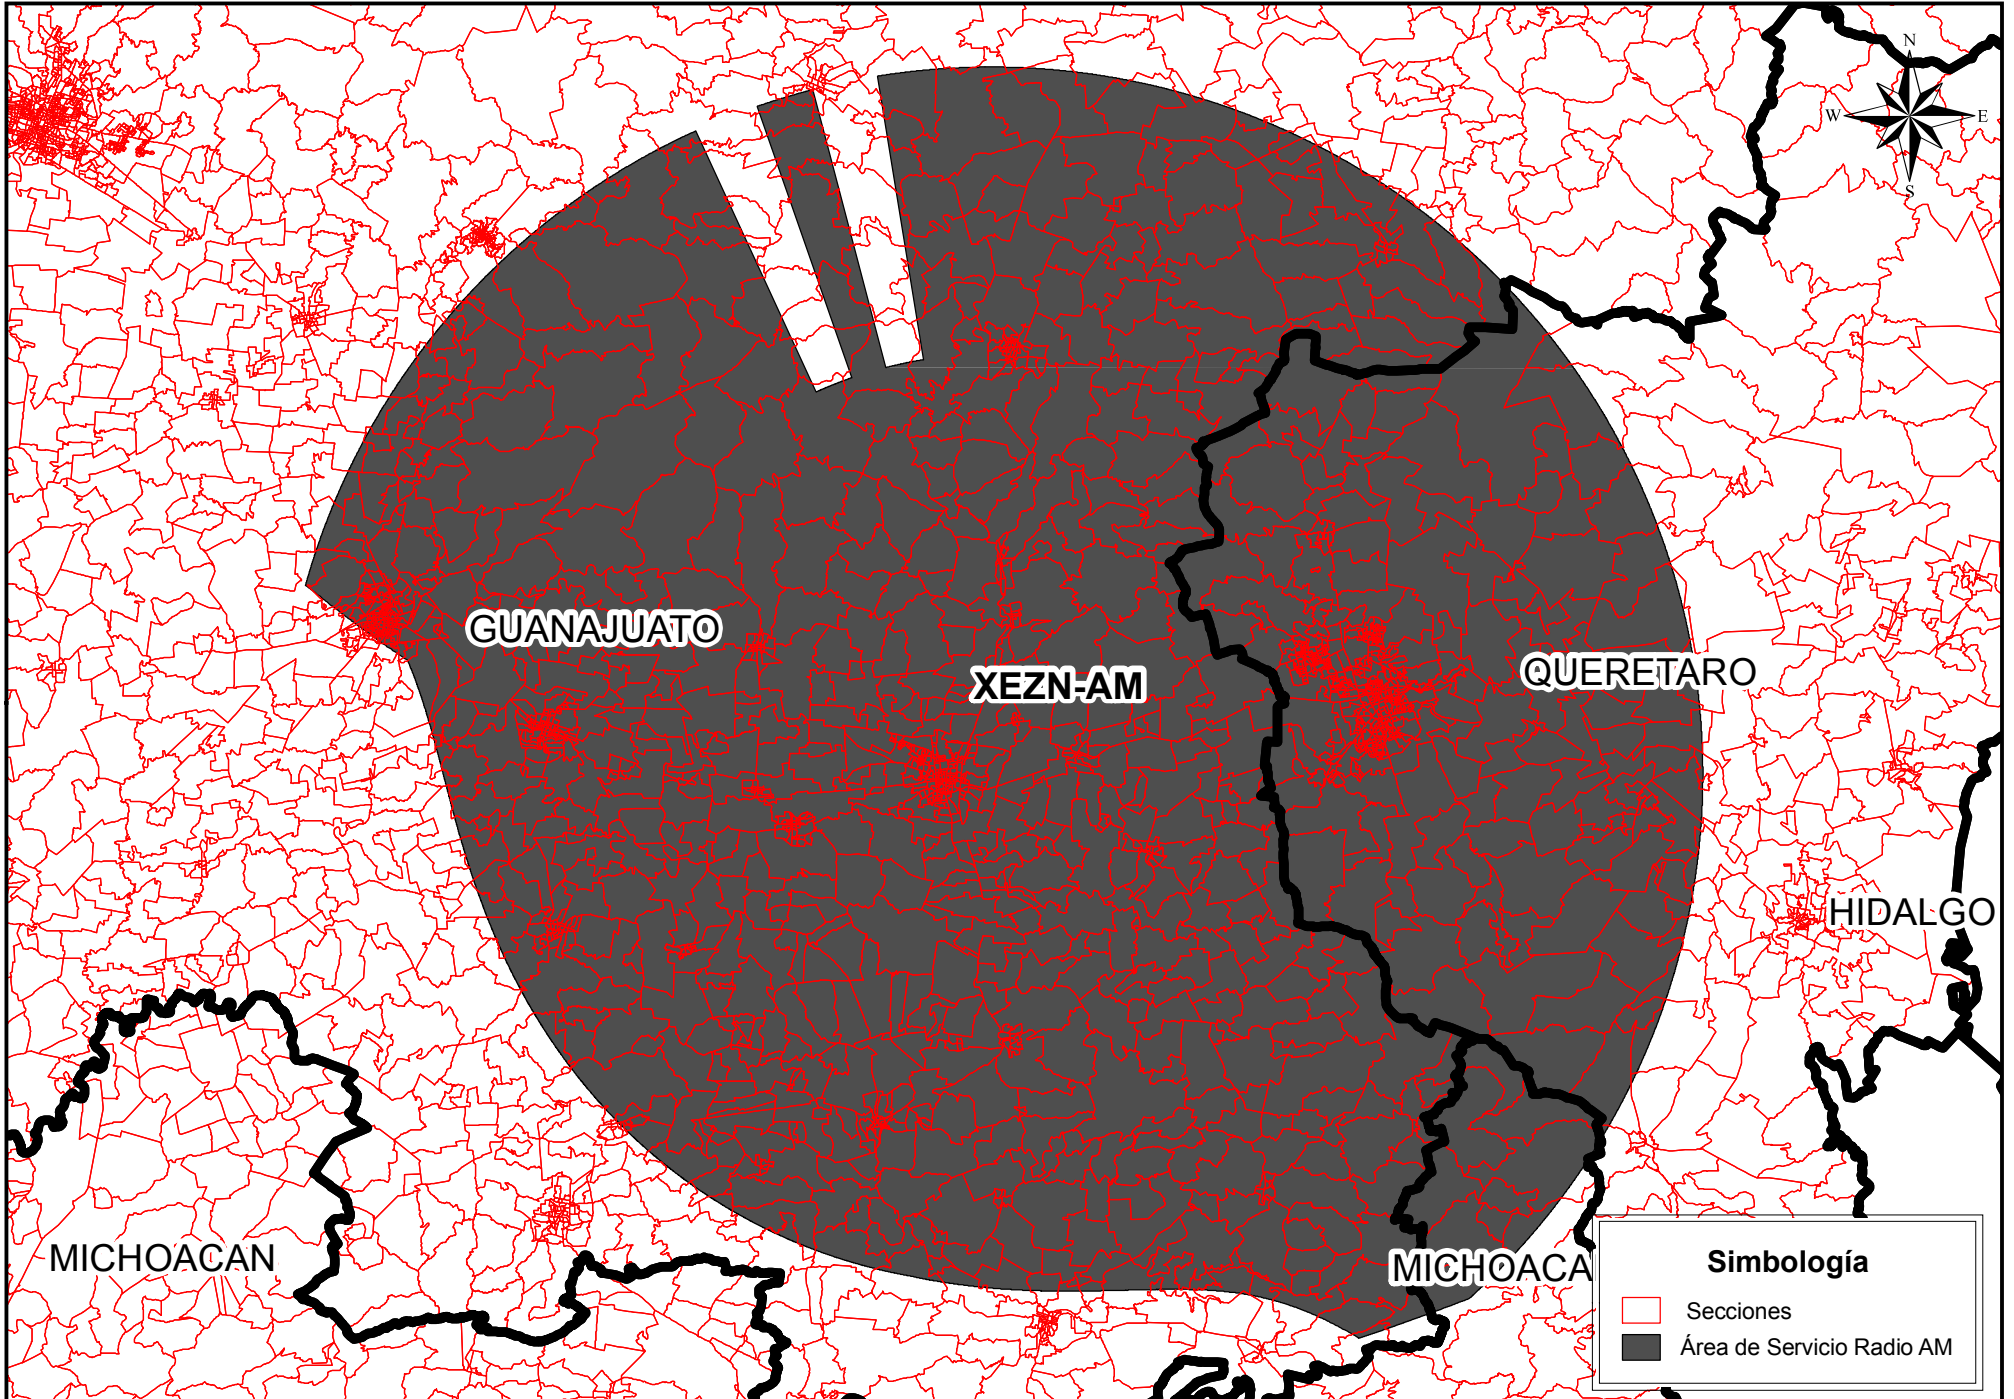 N
W E
S
GUANAJUATO
XEZN-AM
QUERETARO
HIDALGO
MICHOACAN
MICHOACA
Simbología
Secciones
Área de Servicio Radio AM